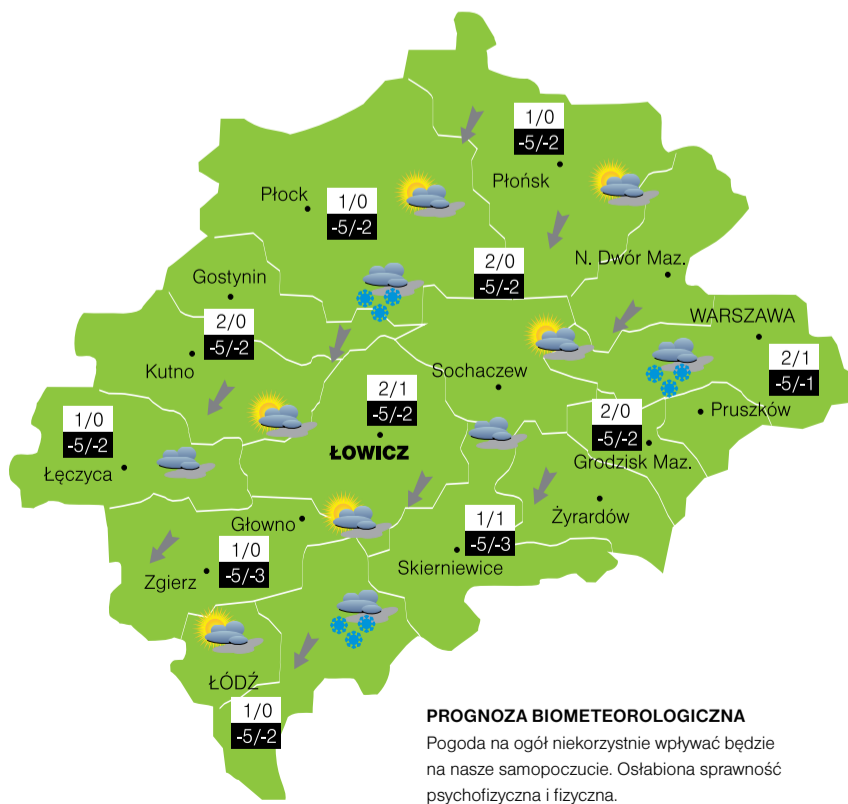 1/0
-5/-2
Płońsk
Płock
1/0
-5/-2
N. Dwór Maz.
2/0
-5/-2
Gostynin
WARSZAWA
2/0
-5/-2
Kutno
2/1
-5/-1
Sochaczew
2/1
-5/-2
ŁOWICZ
Pruszków
2/0
-5/-2
Grodzisk Maz.
1/0
-5/-2
Łęczyca
Żyrardów
Głowno
1/1
-5/-3
Skierniewice
1/0
-5/-3
Zgierz
ŁÓDŹ
1/0
-5/-2
PROGNOZA BIOMETEOROLOGICZNA
Pogoda na ogół niekorzystnie wpływać będzie
na nasze samopoczucie. Osłabiona sprawność
psychofizyczna i fizyczna.